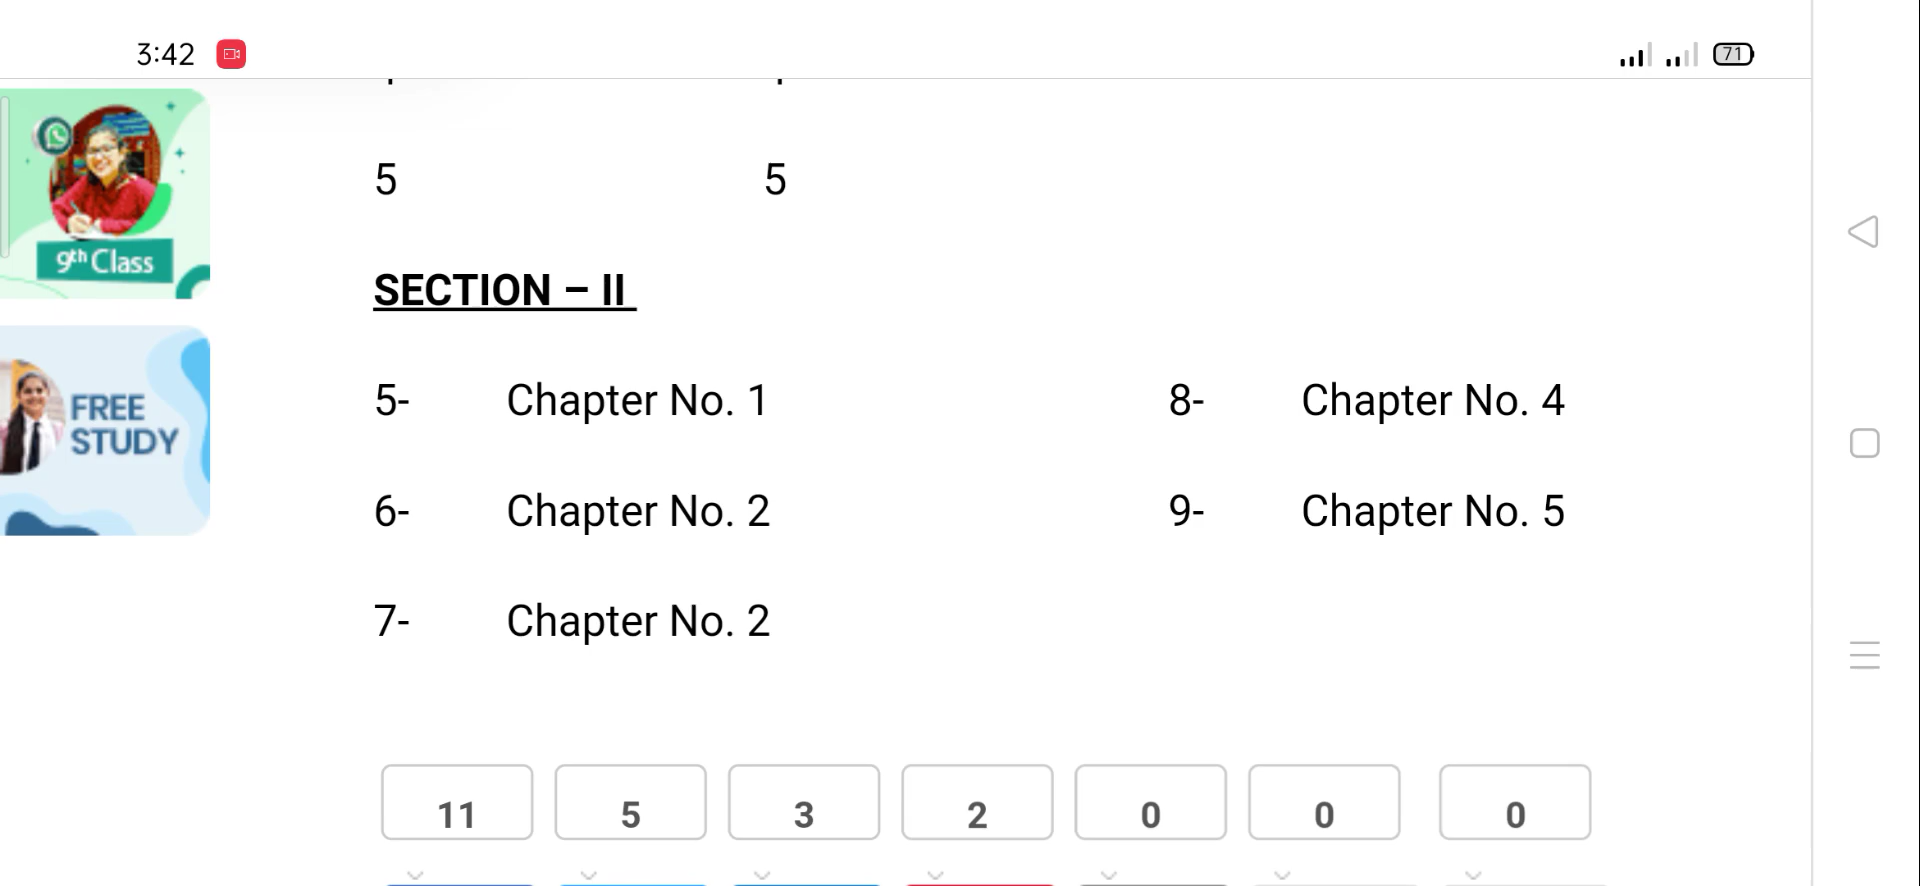 3:42
71
5 5
9th Class
SECTION – II
5- Chapter No. 1 8- Chapter No. 4
FREE
STUDY
6- Chapter No. 2 9- Chapter No. 5
7- Chapter No. 2
11 5 3 2 0 0 0